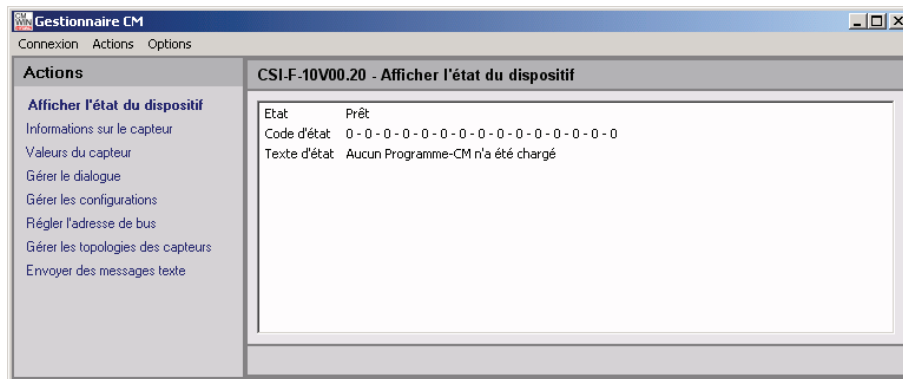 Gestionnaire CM
Connexion Actions Options
Actions
Afficher l'état du dispositif
Informations sur le capteur
Valeurs du capteur
Gérer le dialogue
Gérer les configurations
Régler l'adresse de bus
Gérer les topologies des capteurs
Envoyer des messages texte
CSI-F-10V00.20 - Afficher l'état du dispositif
Etat Prêt
Code d'état 0 - 0 - 0 - 0 - 0 - 0 - 0 - 0 - 0 - 0 - 0 - 0 - 0 - 0 - 0
Texte d'état Aucun Programme-CM n'a été chargé